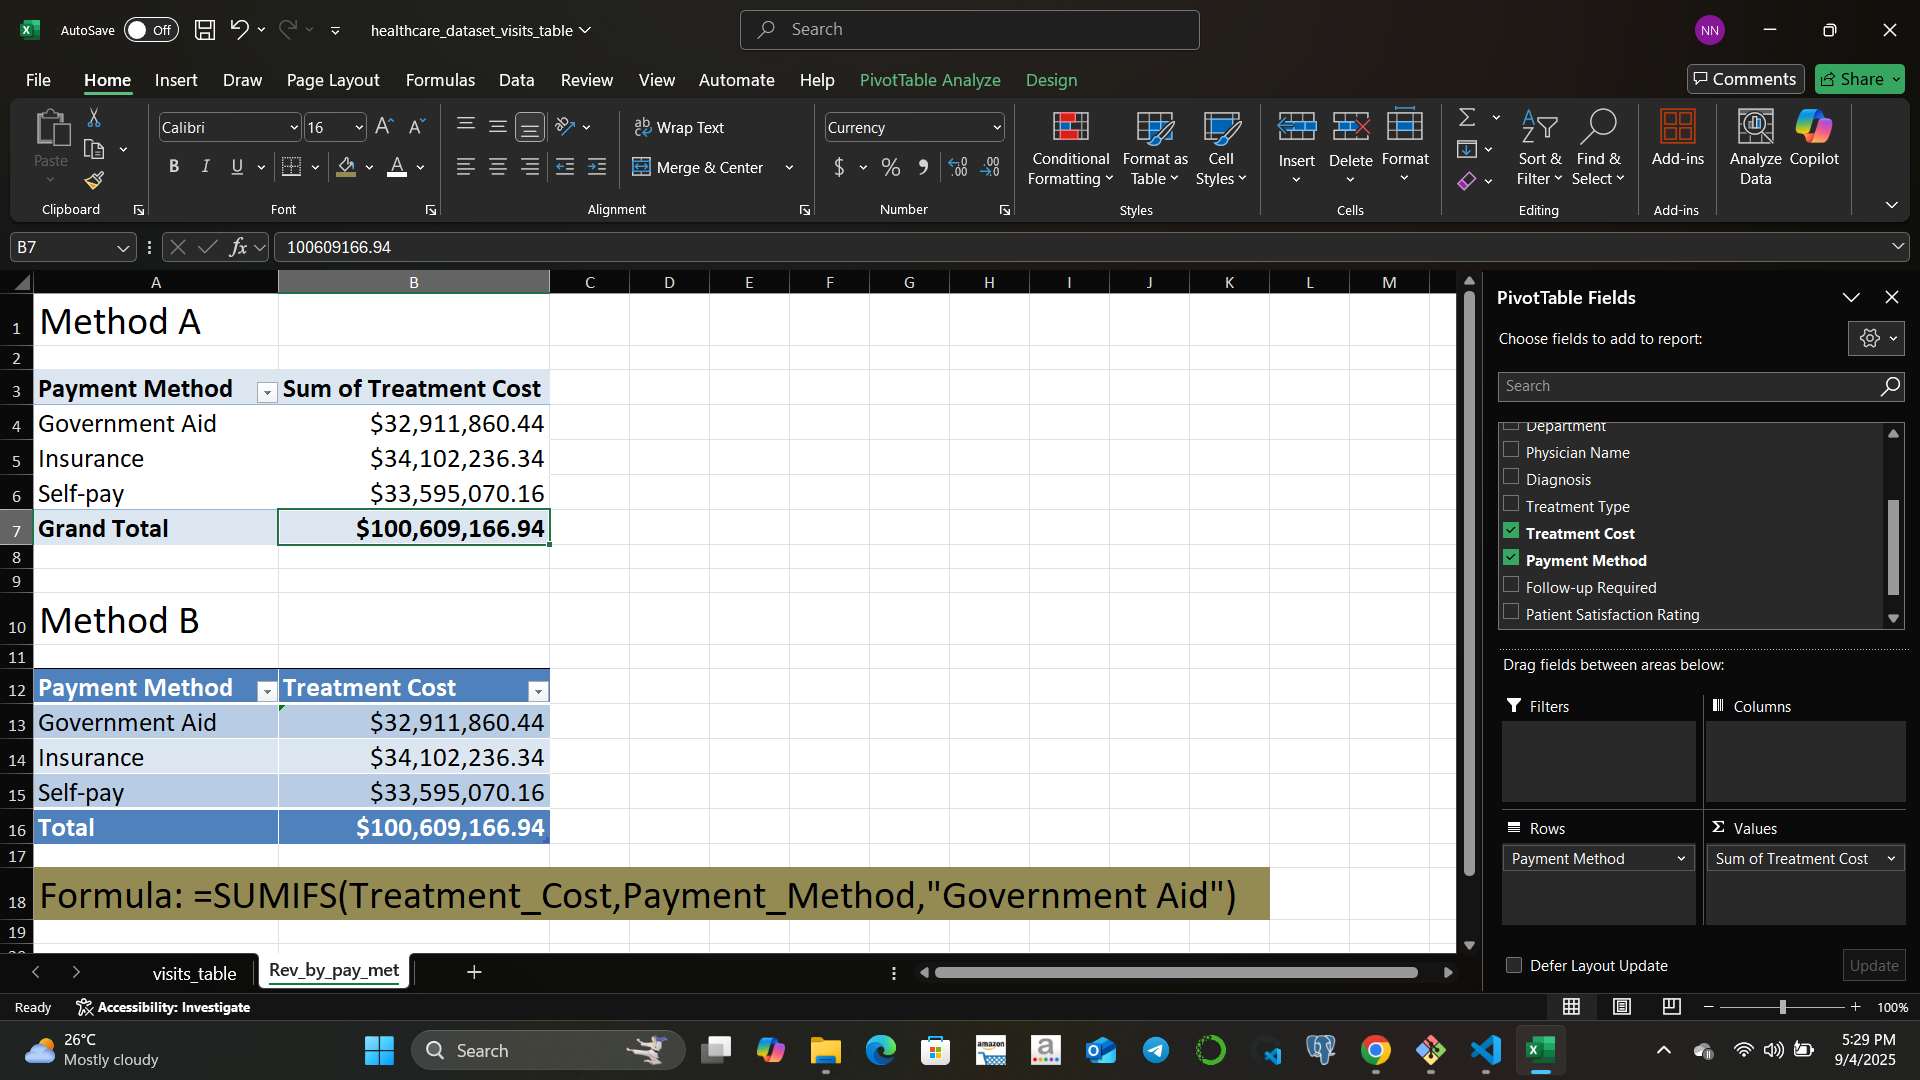 AutoSave Off healthcare_dataset_visits_table Search NN
File Home Insert Draw Page Layout Formulas Data Review View Automate Help PivotTable Analyze Design Comments Share
Paste
Clipboard
Calibri 16
B I U
Font
Wrap Text
Merge & Center
Alignment
Currency
$ % , .00 .00
Number
Conditional Formatting
Format as Table
Cell Styles
Styles
Insert Delete Format
Cells
Sort & Filter
Find & Select
Editing
Add-ins
Add-ins
Analyze Data
Copilot
B7 fx 100609166.94
A B C D E F G H I J K L M
1 Method A
2
3 Payment Method Sum of Treatment Cost
4 Government Aid $32,911,860.44
5 Insurance $34,102,236.34
6 Self-pay $33,595,070.16
7 Grand Total $100,609,166.94
8
9
10 Method B
11
12 Payment Method Treatment Cost
13 Government Aid $32,911,860.44
14 Insurance $34,102,236.34
15 Self-pay $33,595,070.16
16 Total $100,609,166.94
17
18 Formula: =SUMIFS(Treatment_Cost,Payment_Method,"Government Aid")
19
PivotTable Fields
Choose fields to add to report:
Search
Department
Physician Name
Diagnosis
Treatment Type
Treatment Cost
Payment Method
Follow-up Required
Patient Satisfaction Rating
Drag fields between areas below:
Filters Columns
Rows Values
Payment Method Sum of Treatment Cost
Defer Layout Update Update
visits_table Rev_by_pay_met
Ready Accessibility: Investigate 100%
26°C
Mostly cloudy
Search
amazon
a
5:29 PM
9/4/2025